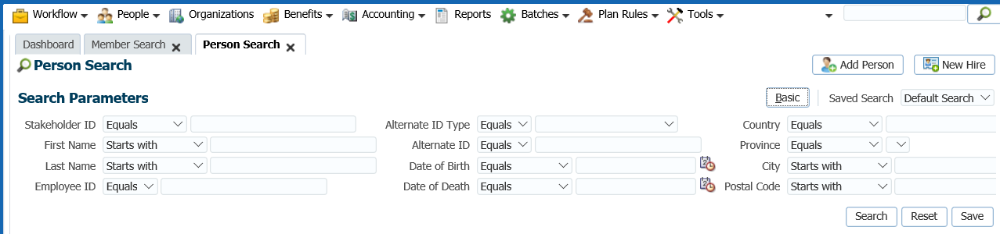 Workflow People Organizations Benefits Accounting Reports Batches Plan Rules Tools
Dashboard Member Search Person Search
Person Search Add Person New Hire
Search Parameters Basic Saved Search Default Search
Stakeholder ID Equals Alternate ID Type Equals Country Equals
First Name Starts with Alternate ID Equals Province Equals
Last Name Starts with Date of Birth Equals City Starts with
Employee ID Equals Date of Death Equals Postal Code Starts with
Search Reset Save